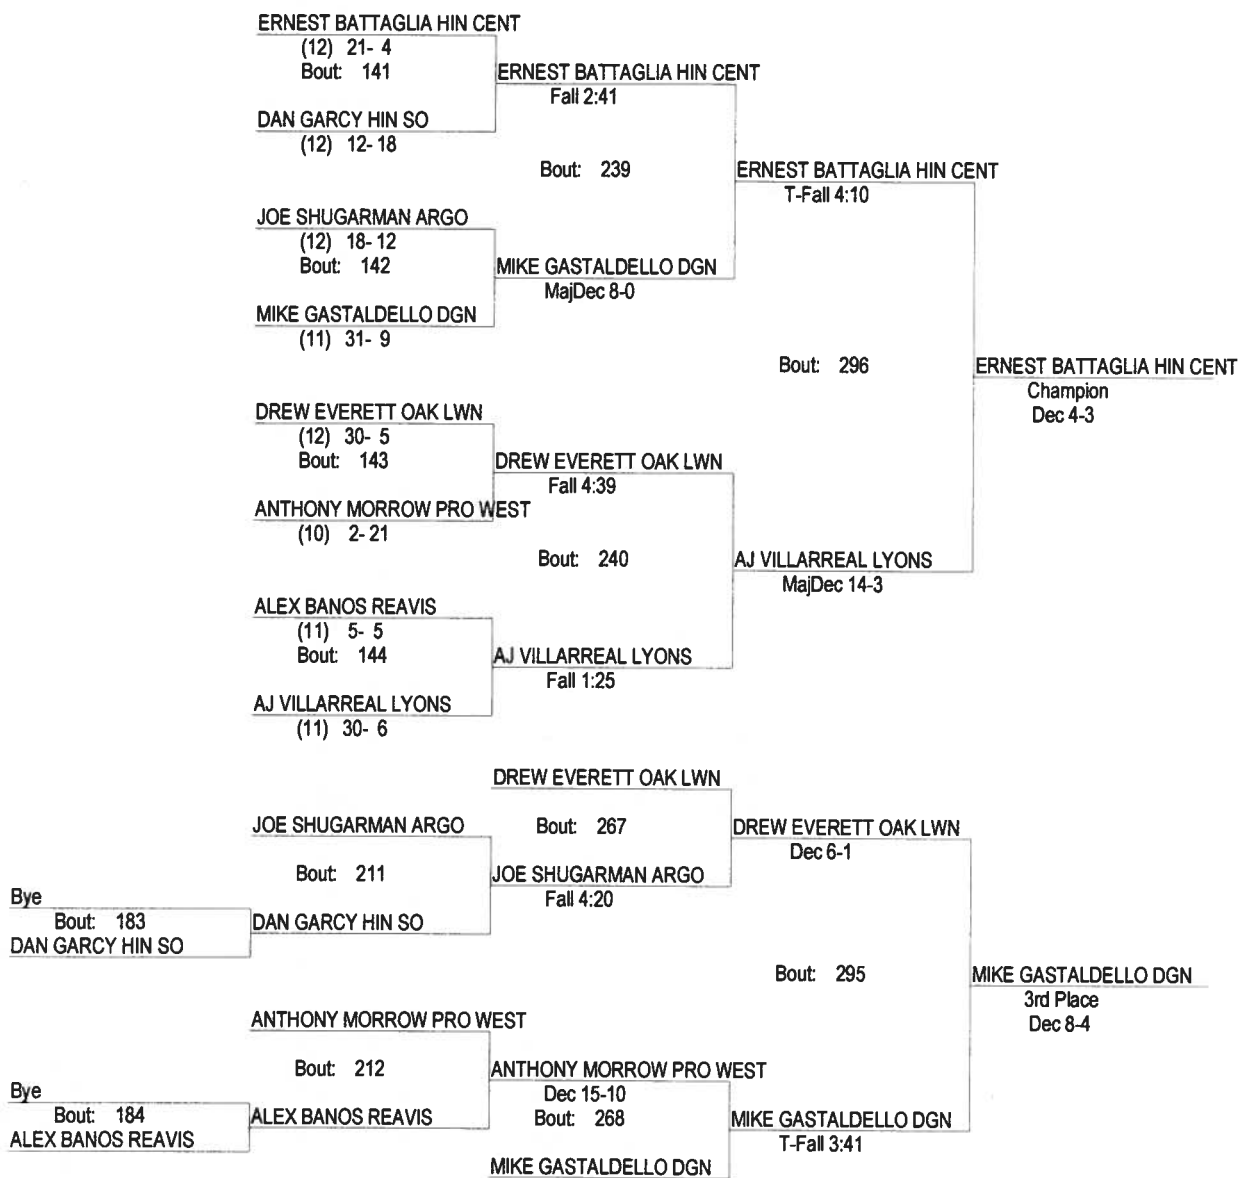 ERNEST BATTAGLIA HIN CENT
(12) 21- 4
Bout: 141
ERNEST BATTAGLIA HIN CENT
Fall 2:41
DAN GARCY HIN SO
(12) 12- 18
Bout: 239
ERNEST BATTAGLIA HIN CENT
T-Fall 4:10
JOE SHUGARMAN ARGO
(12) 18- 12
Bout: 142
MIKE GASTALDELLO DGN
MajDec 8-0
MIKE GASTALDELLO DGN
(11) 31- 9
Bout: 296
ERNEST BATTAGLIA HIN CENT
Champion
Dec 4-3
DREW EVERETT OAK LWN
(12) 30- 5
Bout: 143
DREW EVERETT OAK LWN
Fall 4:39
ANTHONY MORROW PRO WEST
(10) 2- 21
Bout: 240
AJ VILLARREAL LYONS
MajDec 14-3
ALEX BANOS REAVIS
(11) 5- 5
Bout: 144
AJ VILLARREAL LYONS
Fall 1:25
AJ VILLARREAL LYONS
(11) 30- 6
DREW EVERETT OAK LWN
JOE SHUGARMAN ARGO
Bout: 267
DREW EVERETT OAK LWN
Dec 6-1
Bout: 211
JOE SHUGARMAN ARGO
Fall 4:20
Bye
Bout: 183
DAN GARCY HIN SO
DAN GARCY HIN SO
Bout: 295
MIKE GASTALDELLO DGN
3rd Place
Dec 8-4
ANTHONY MORROW PRO WEST
Bout: 212
ANTHONY MORROW PRO WEST
Dec 15-10
Bye
Bout: 184
ALEX BANOS REAVIS
ALEX BANOS REAVIS
Bout: 268
MIKE GASTALDELLO DGN
T-Fall 3:41
MIKE GASTALDELLO DGN